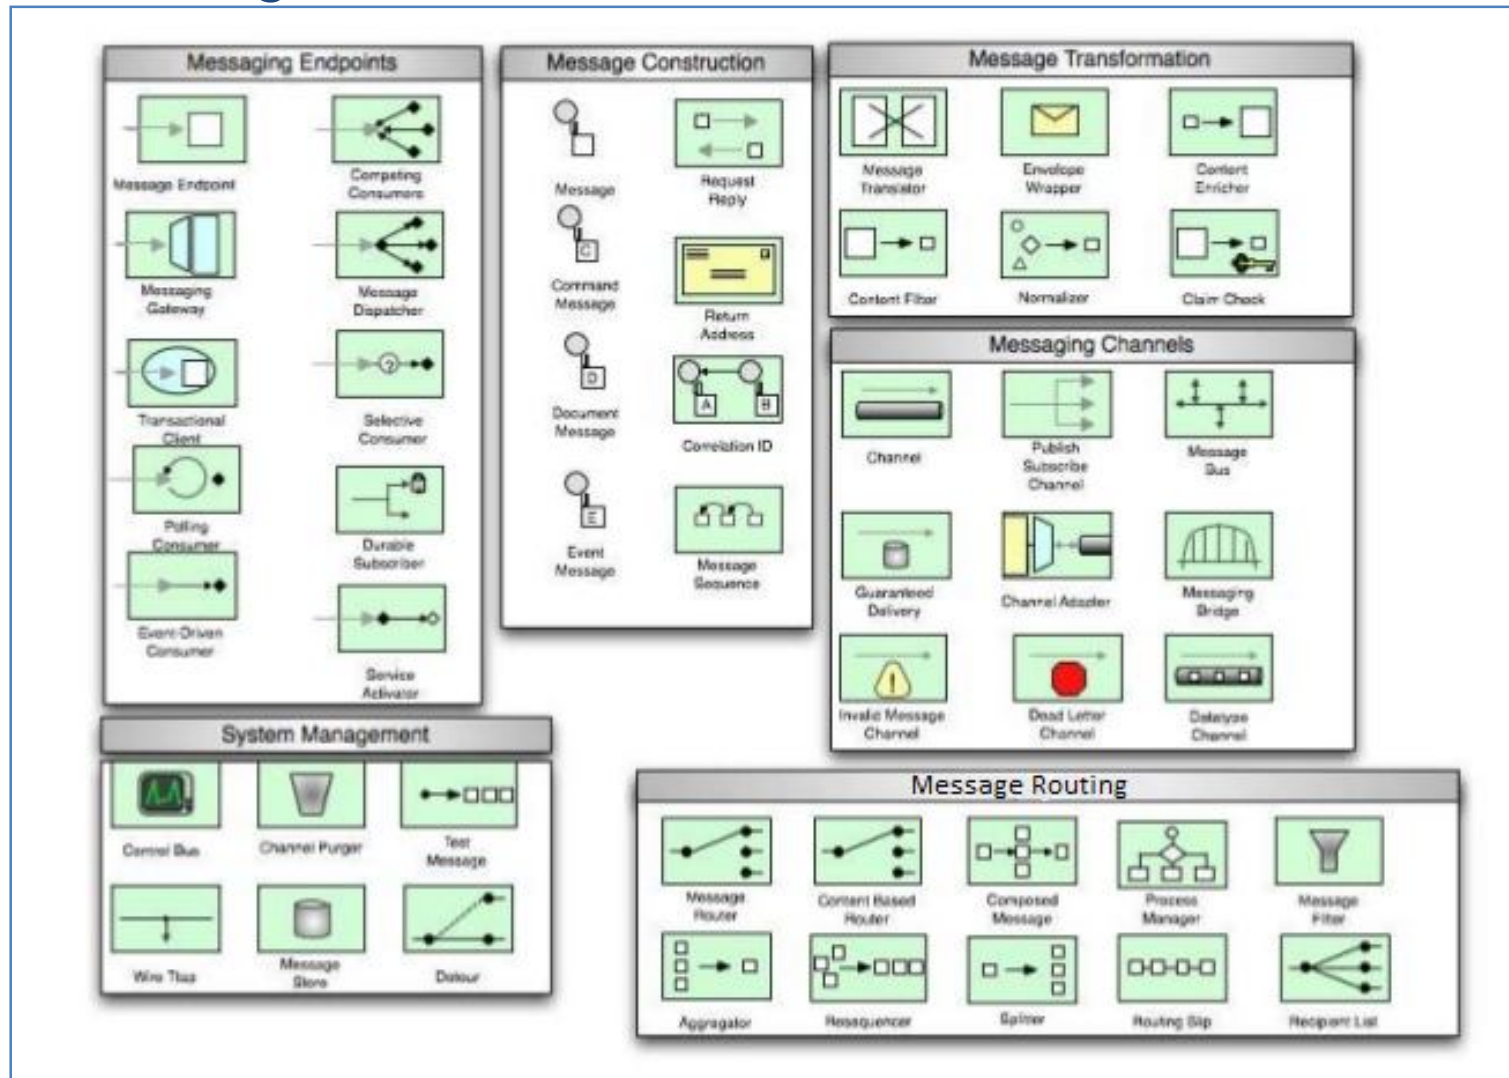 Messaging Endpoints
Message Endpoint
Competing
Consumers
Messaging
Gateway
Message
Dispatcher
Transactional
Client
Selective
Consumer
Polling
Consumer
Durable
Subscriber
Event-Driven
Consumer
Service
Activator
Message Construction
Message
Request
Reply
C
Command
Message
Return
Address
D
Document
Message
A
B
Correlation ID
E
Event
Message
Message
Sequence
Message Transformation
Message
Translator
Envelope
Wrapper
Content
Enricher
Content Filter
Normalizer
Claim Check
Messaging Channels
Channel
Publish
Subscribe
Channel
Message
Bus
Guaranteed
Delivery
Channel Adapter
Messaging
Bridge
Invalid Message
Channel
Dead Letter
Channel
Datatype
Channel
System Management
Control Bus
Channel Purger
Test
Message
Wire Tap
Message
Store
Detour
Message Routing
Message
Router
Content Based
Router
Composed
Message
Process
Manager
Message
Filter
Aggregator
Resequencer
Splitter
Routing Slip
Recipient List